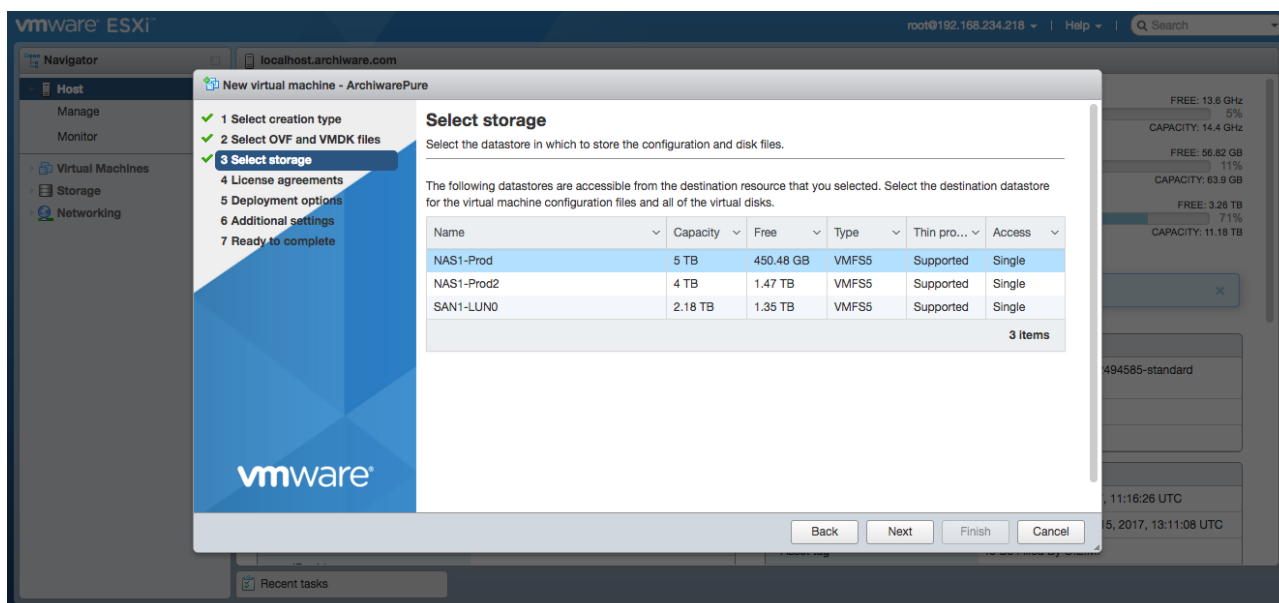 vmware® ESXi™
root@192.168.234.218 | Help | Search
Navigator
localhost.archiware.com
Host
Manage
Monitor
Virtual Machines
Storage
Networking
New virtual machine - ArchiwarePure
1 Select creation type
2 Select OVF and VMDK files
3 Select storage
4 License agreements
5 Deployment options
6 Additional settings
7 Ready to complete
vmware®
Select storage
Select the datastore in which to store the configuration and disk files.
The following datastores are accessible from the destination resource that you selected. Select the destination datastore
for the virtual machine configuration files and all of the virtual disks.
Name Capacity Free Type Thin pro... Access
NAS1-Prod 5 TB 450.48 GB VMFS5 Supported Single
NAS1-Prod2 4 TB 1.47 TB VMFS5 Supported Single
SAN1-LUN0 2.18 TB 1.35 TB VMFS5 Supported Single
3 items
Back Next Finish Cancel
FREE: 13.6 GHz
5%
CAPACITY: 14.4 GHz
FREE: 56.82 GB
11%
CAPACITY: 63.9 GB
FREE: 3.26 TB
71%
CAPACITY: 11.18 TB
494585-standard
, 11:16:26 UTC
15, 2017, 13:11:08 UTC
Recent tasks